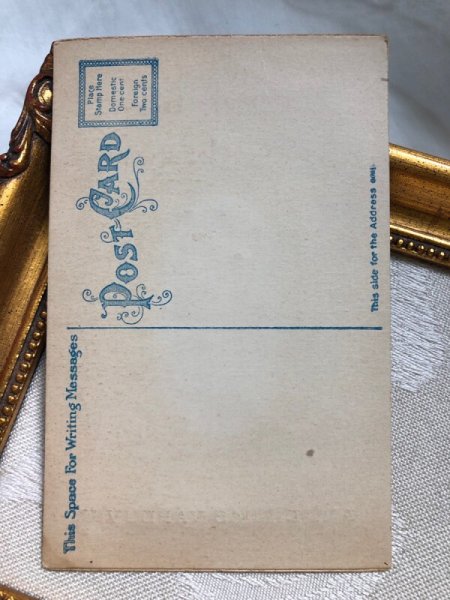 This Space For Writing Messages
POST CARD
Place
Stamp Here
Domestic
One cent
Foreign
Two cents
This side for the Address only.